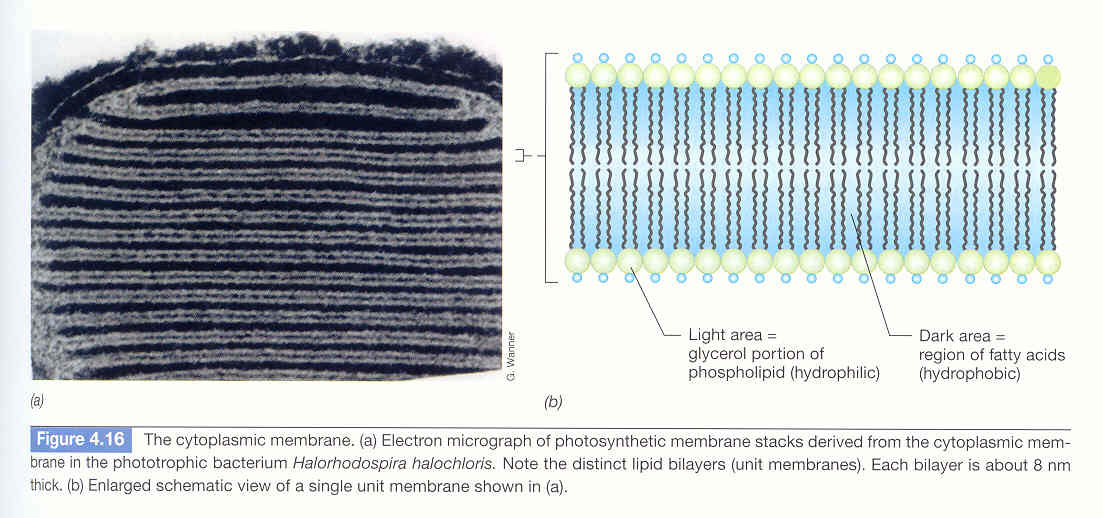 G. Wanner
Light area =
glycerol portion of
phospholipid (hydrophilic)
Dark area =
region of fatty acids
(hydrophobic)
(a)
(b)
Figure 4.16 The cytoplasmic membrane. (a) Electron micrograph of photosynthetic membrane stacks derived from the cytoplasmic mem-
brane in the phototrophic bacterium Halorhodospira halochloris. Note the distinct lipid bilayers (unit membranes). Each bilayer is about 8 nm
thick. (b) Enlarged schematic view of a single unit membrane shown in (a).